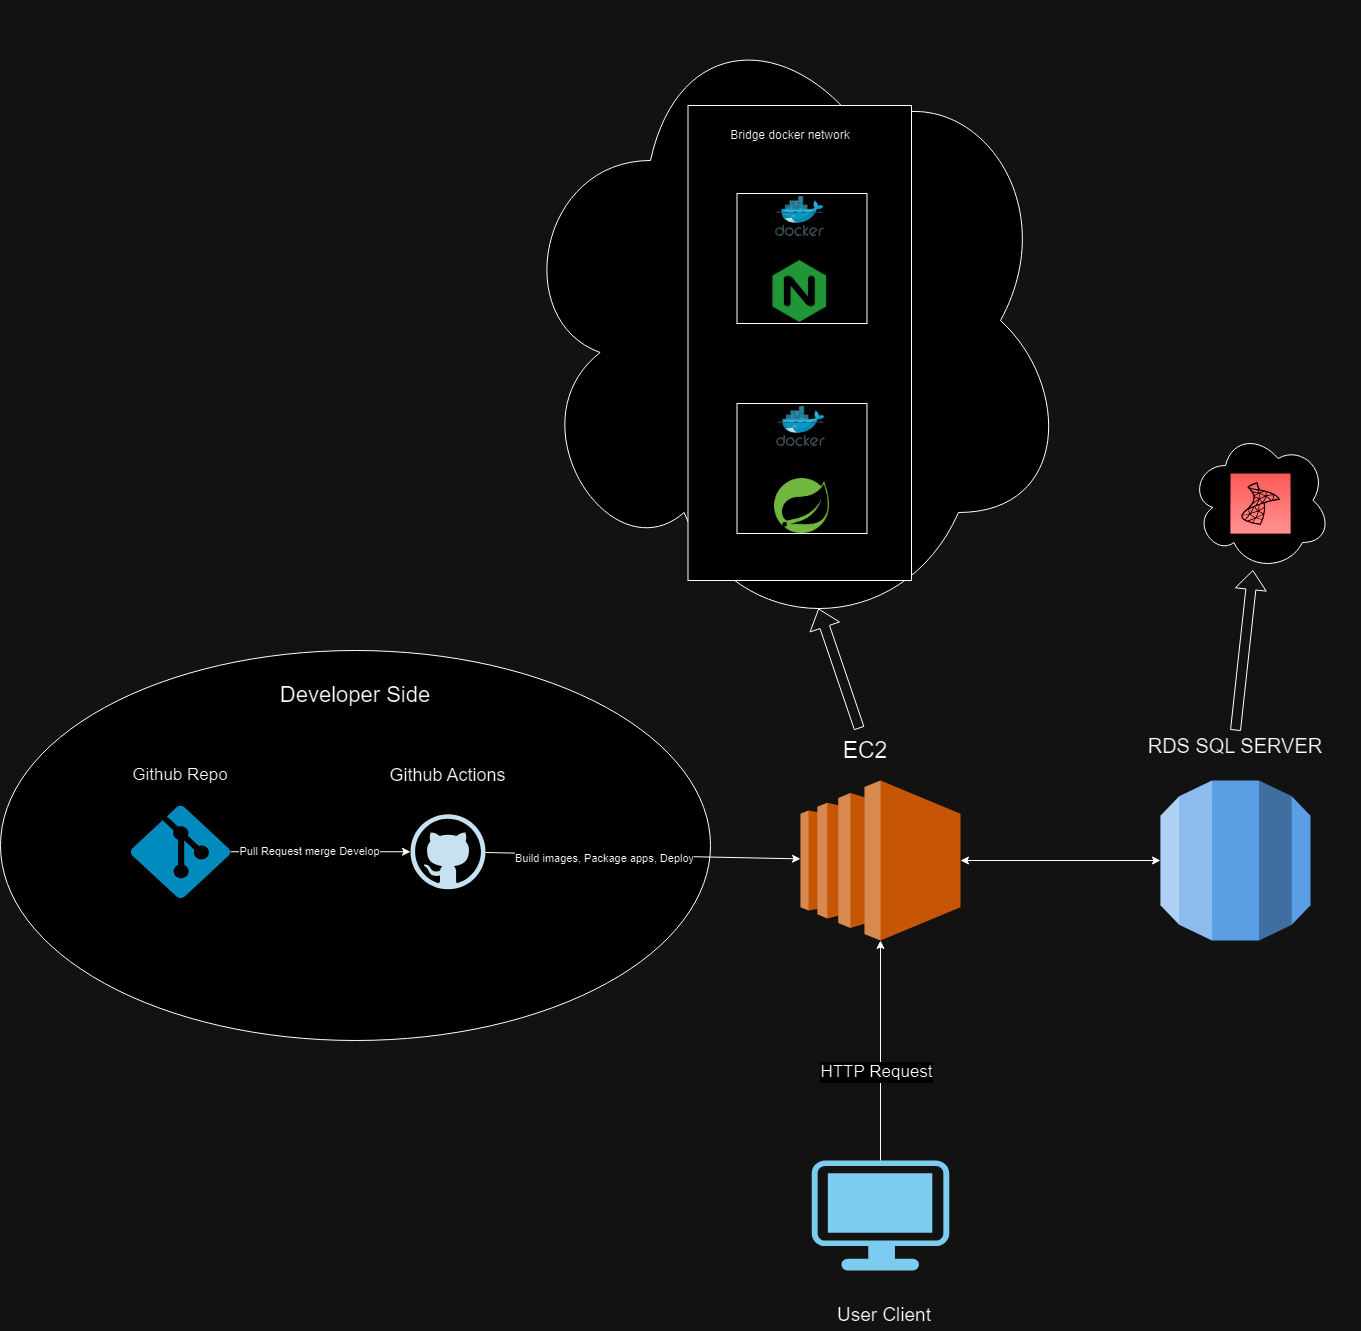 Bridge docker network
docker
docker
Developer Side
EC2
RDS SQL SERVER
Github Repo
Github Actions
Pull Request merge Develop
Build images, Package apps, Deploy
HTTP Request
User Client